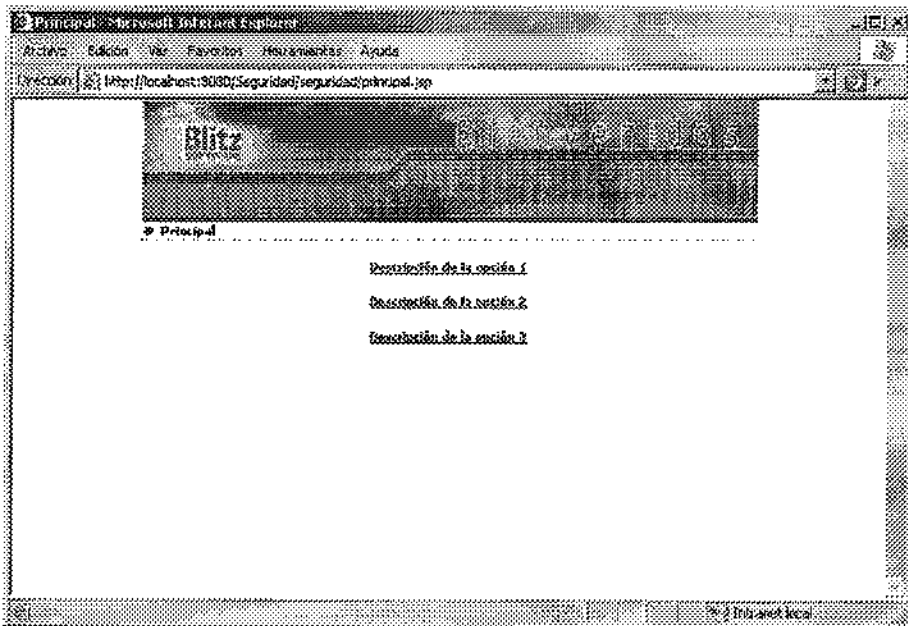 Principal - Microsoft Internet Explorer
Archivo Edición Ver Favoritos Herramientas Ayuda
Dirección http://localhost:8080/Seguridad/seguridad/principal.jsp
Blitz
Principal
Descripción de la opción 1
Descripción de la opción 2
Descripción de la opción 3
Intranet local